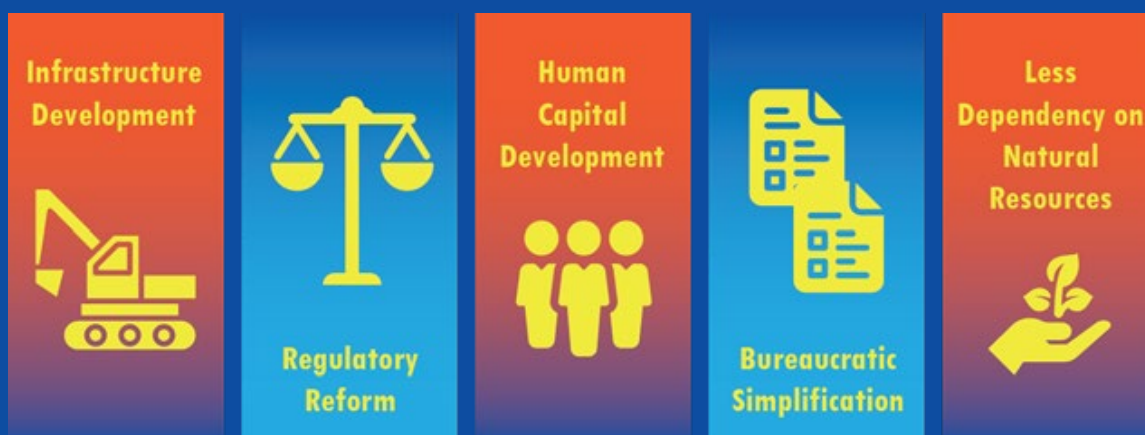 Infrastructure
Development
Regulatory
Reform
Human
Capital
Development
Bureaucratic
Simplification
Less
Dependency on
Natural
Resources